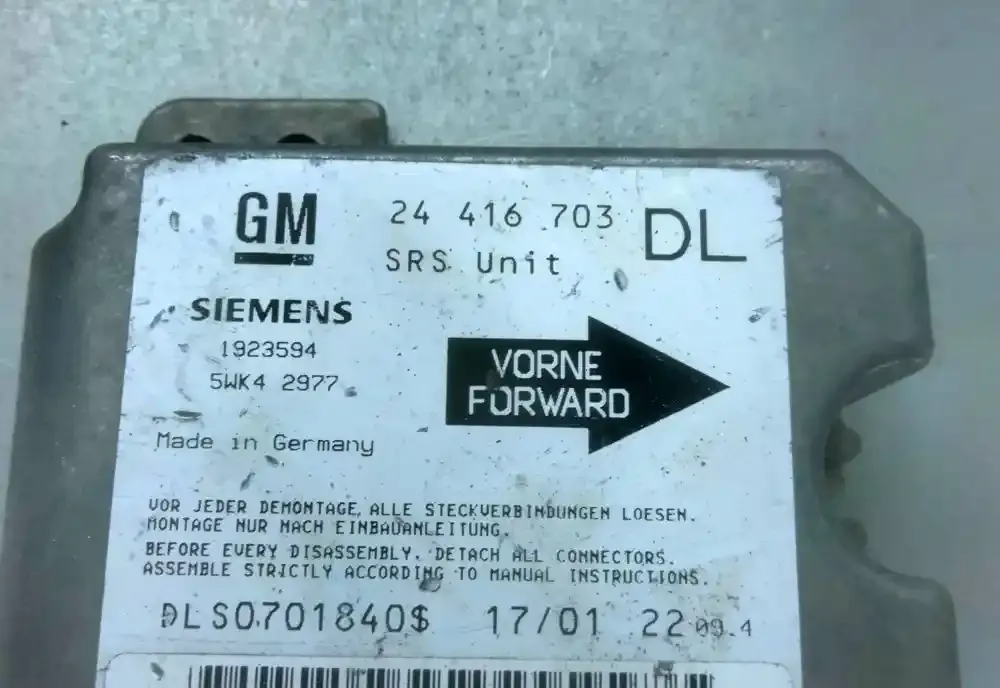 GM 24 416 703 DL
SRS Unit
SIEMENS
1923594
5WK4 2977
VORNE
FORWARD
Made in Germany
VOR JEDER DEMONTAGE, ALLE STECKVERBINDUNGEN LOESEN.
MONTAGE NUR NACH EINBAUANLEITUNG.
BEFORE EVERY DISASSEMBLY. DETACH ALL CONNECTORS.
ASSEMBLE STRICTLY ACCORDING TO MANUAL INSTRUCTIONS.
DLS0701840$ 17/01 22 09.4